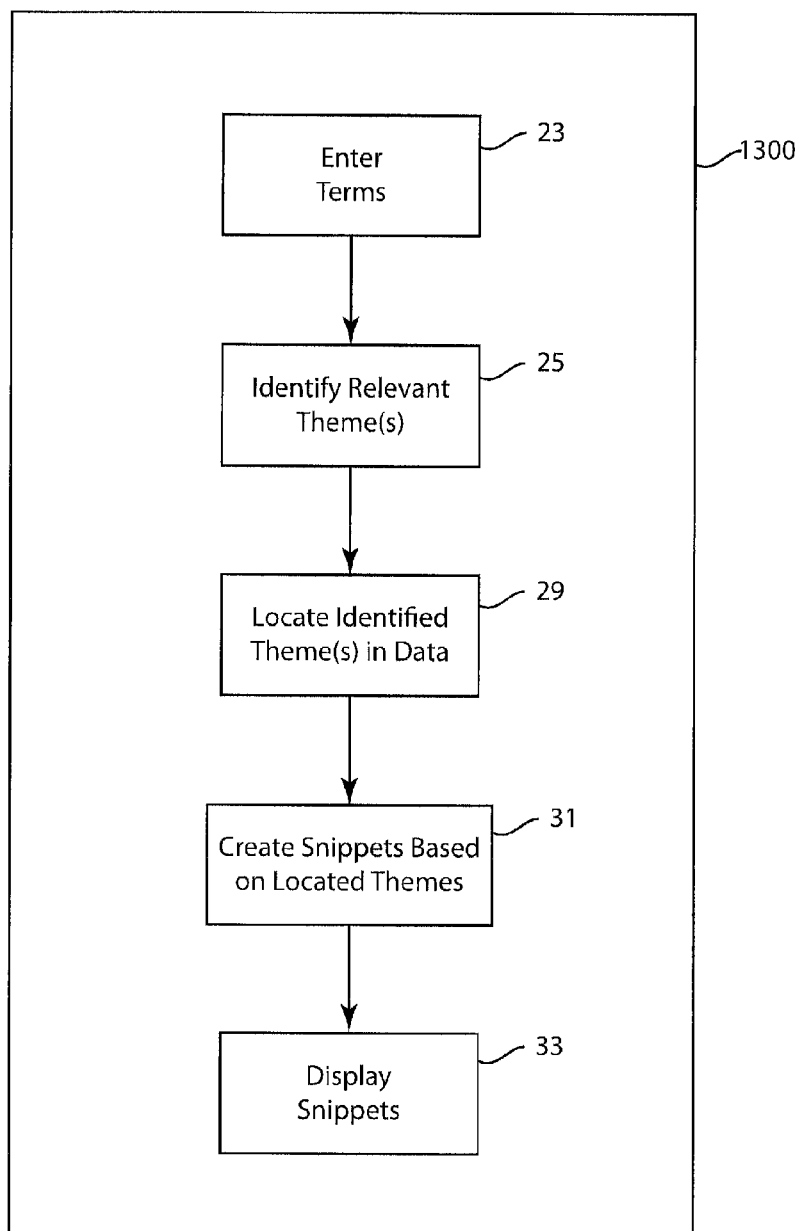 23
Enter
Terms
1300
25
Identify Relevant
Theme(s)
29
Locate Identified
Theme(s) in Data
31
Create Snippets Based
on Located Themes
33
Display
Snippets